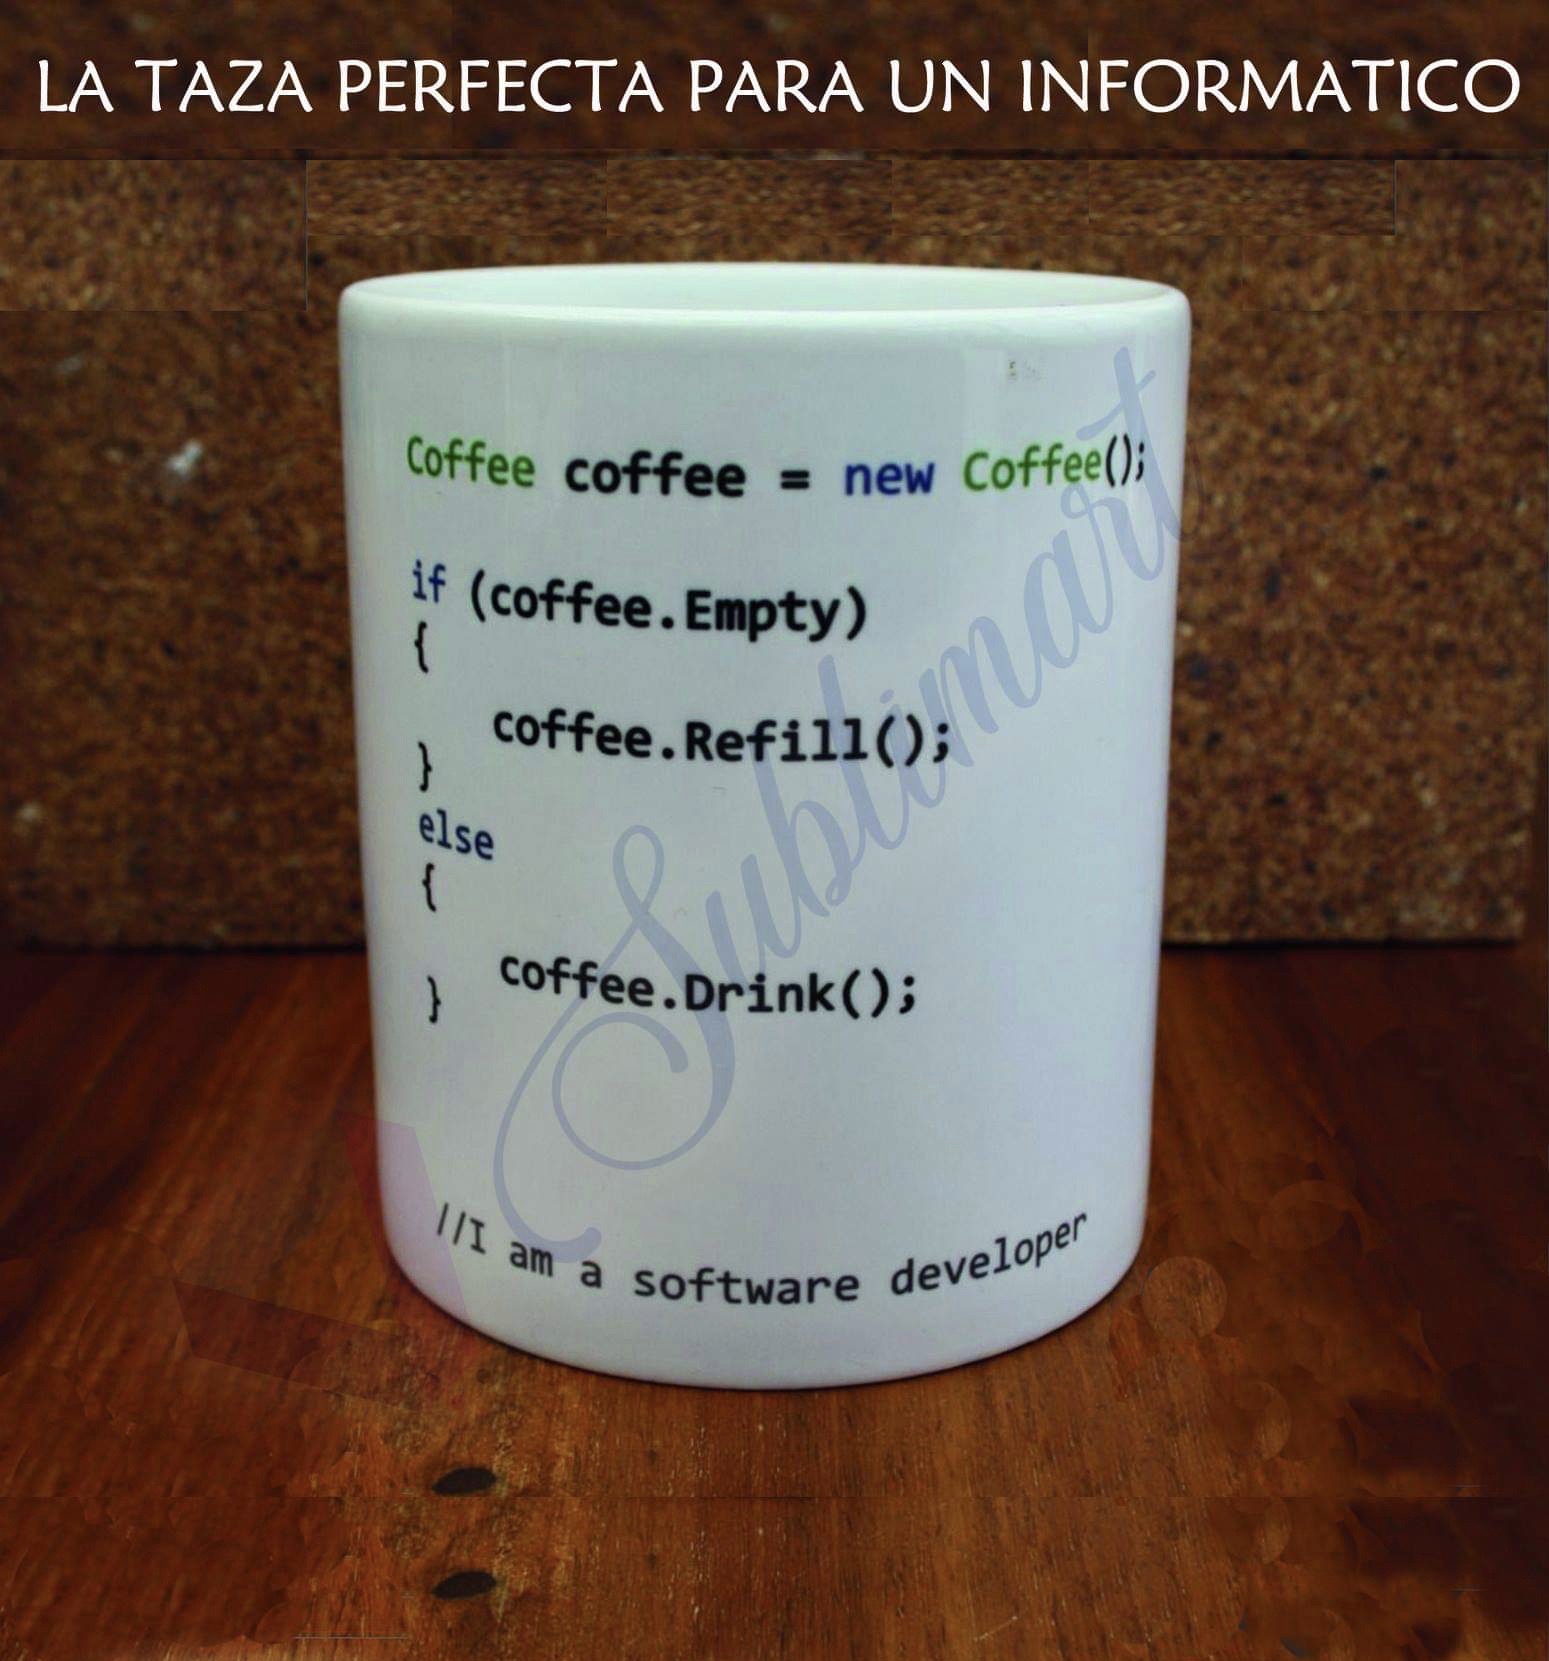 LA TAZA PERFECTA PARA UN INFORMATICO
Coffee coffee = new Coffee();
if (coffee.Empty)
{
coffee.Refill();
}
else
{
coffee.Drink();
}
//I am a software developer
Sublimart